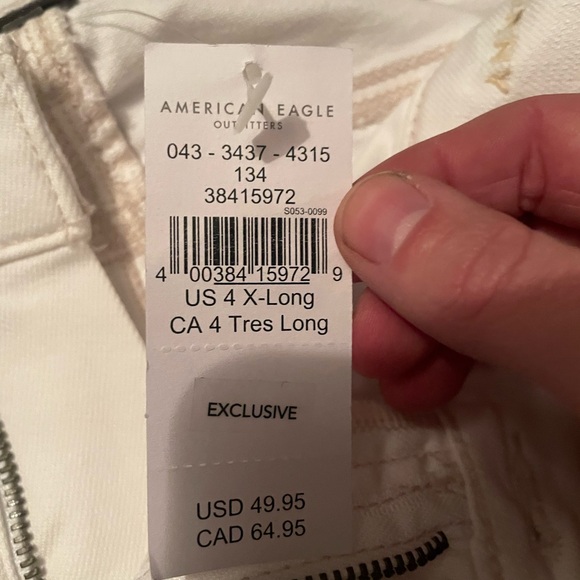 AMERICAN EAGLE
OUTFITTERS
043 - 3437 - 4315
134
38415972
S053-0099
4 00384 15972 9
US 4 X-Long
CA 4 Tres Long
EXCLUSIVE
USD 49.95
CAD 64.95